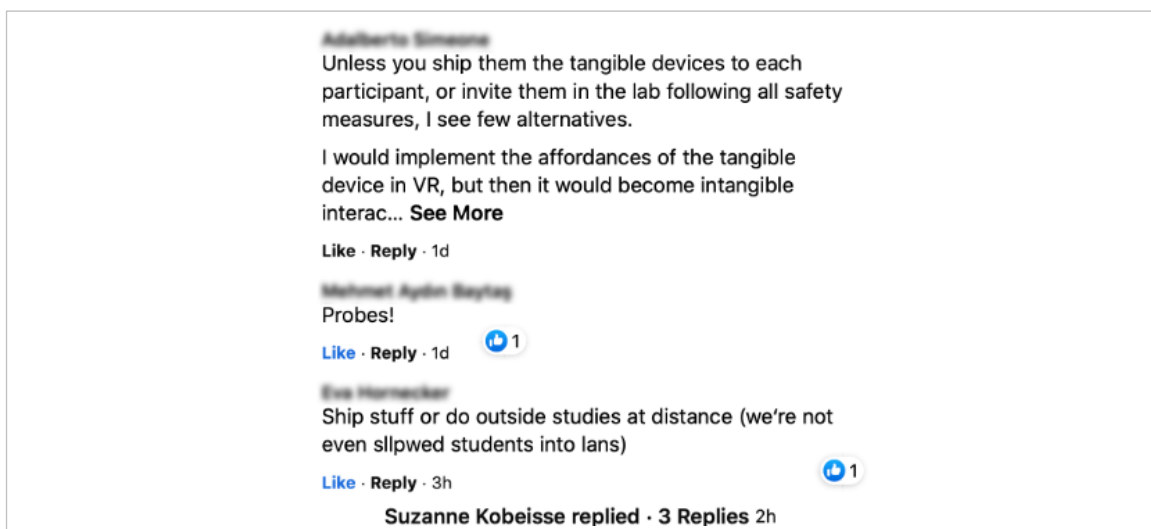 Unless you ship them the tangible devices to each
participant, or invite them in the lab following all safety
measures, I see few alternatives.
I would implement the affordances of the tangible
device in VR, but then it would become intangible
interac... See More
Like · Reply · 1d
Probes!
Like · Reply · 1d
1
Ship stuff or do outside studies at distance (we're not
even sllpwed students into lans)
1
Like · Reply · 3h
Suzanne Kobeisse replied · 3 Replies 2h